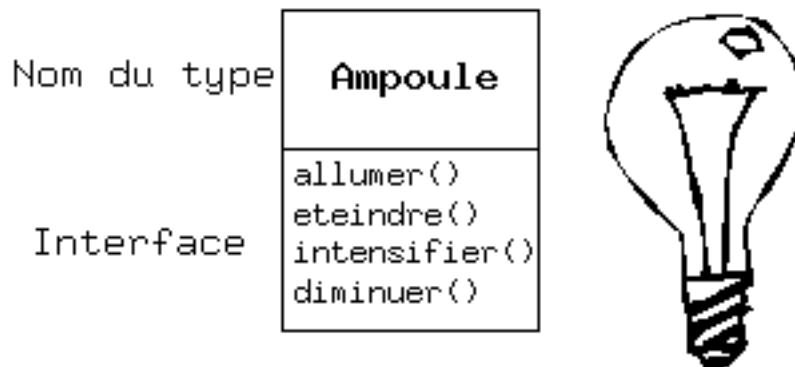 Nom du type
Ampoule
Interface
allumer()
eteindre()
intensifier()
diminuer()